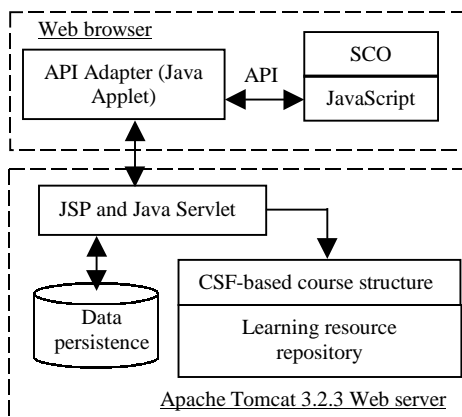 Web browser
API Adapter (Java
Applet)
API
SCO
JavaScript
JSP and Java Servlet
CSF-based course structure
Learning resource
repository
Data
persistence
Apache Tomcat 3.2.3 Web server